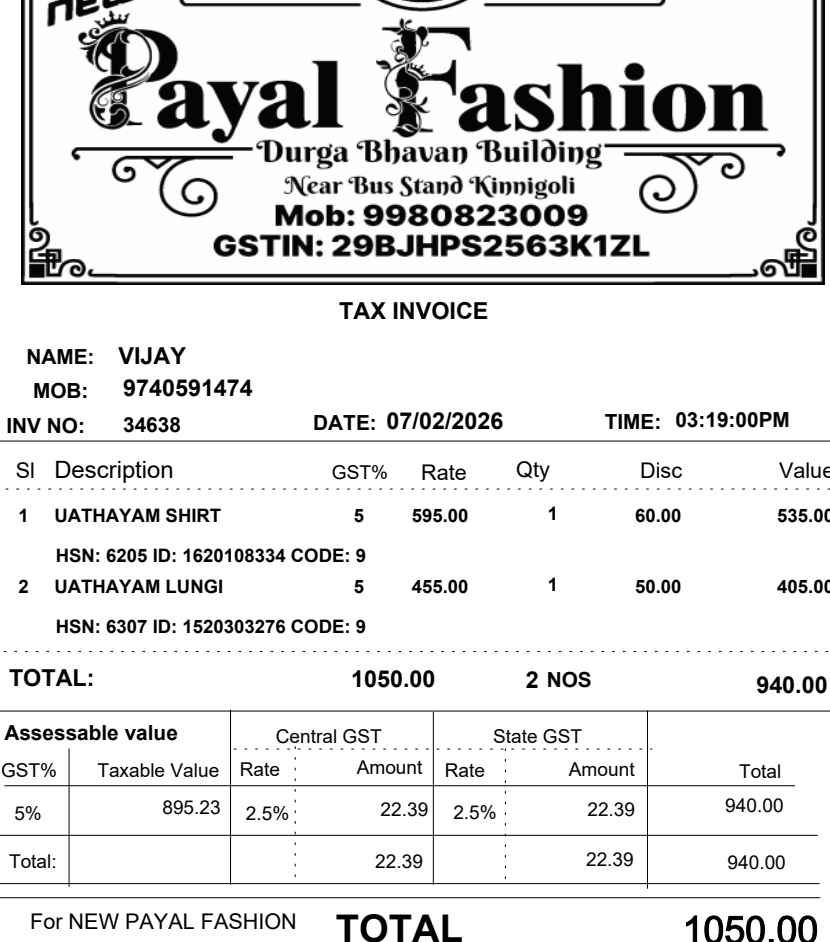 new
Payal Fashion
Durga Bhavan Building
Near Bus Stand Kinnigoli
Mob: 9980823009
GSTIN: 29BJHPS2563K1ZL
TAX INVOICE
NAME: VIJAY
MOB: 9740591474
INV NO: 34638 DATE: 07/02/2026 TIME: 03:19:00PM
Sl Description GST% Rate Qty Disc Value
1 UATHAYAM SHIRT 5 595.00 1 60.00 535.00
HSN: 6205 ID: 1620108334 CODE: 9
2 UATHAYAM LUNGI 5 455.00 1 50.00 405.00
HSN: 6307 ID: 1520303276 CODE: 9
TOTAL: 1050.00 2 NOS 940.00
Assessable value Central GST State GST
GST% Taxable Value Rate Amount Rate Amount Total
5% 895.23 2.5% 22.39 2.5% 22.39 940.00
Total: 22.39 22.39 940.00
For NEW PAYAL FASHION TOTAL 1050.00